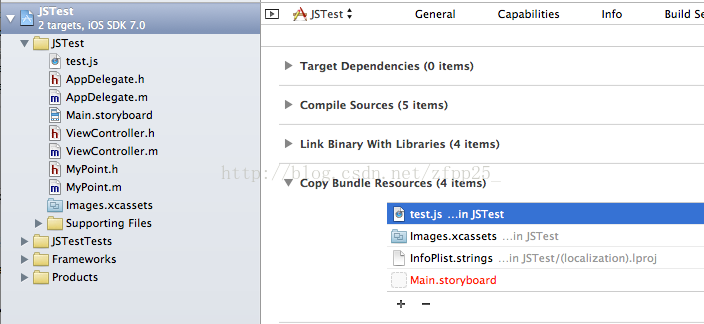 JSTest
2 targets, iOS SDK 7.0
JSTest
test.js
AppDelegate.h
AppDelegate.m
Main.storyboard
ViewController.h
ViewController.m
MyPoint.h
MyPoint.m
Images.xcassets
Supporting Files
JSTestTests
Frameworks
Products
JSTest General Capabilities Info Build Se
Target Dependencies (0 items)
Compile Sources (5 items)
Link Binary With Libraries (4 items)
http://blog.csdn.net/zfpp25_
Copy Bundle Resources (4 items)
test.js ...in JSTest
Images.xcassets ...in JSTest
InfoPlist.strings ...in JSTest/(localization).lproj
Main.storyboard
+ −